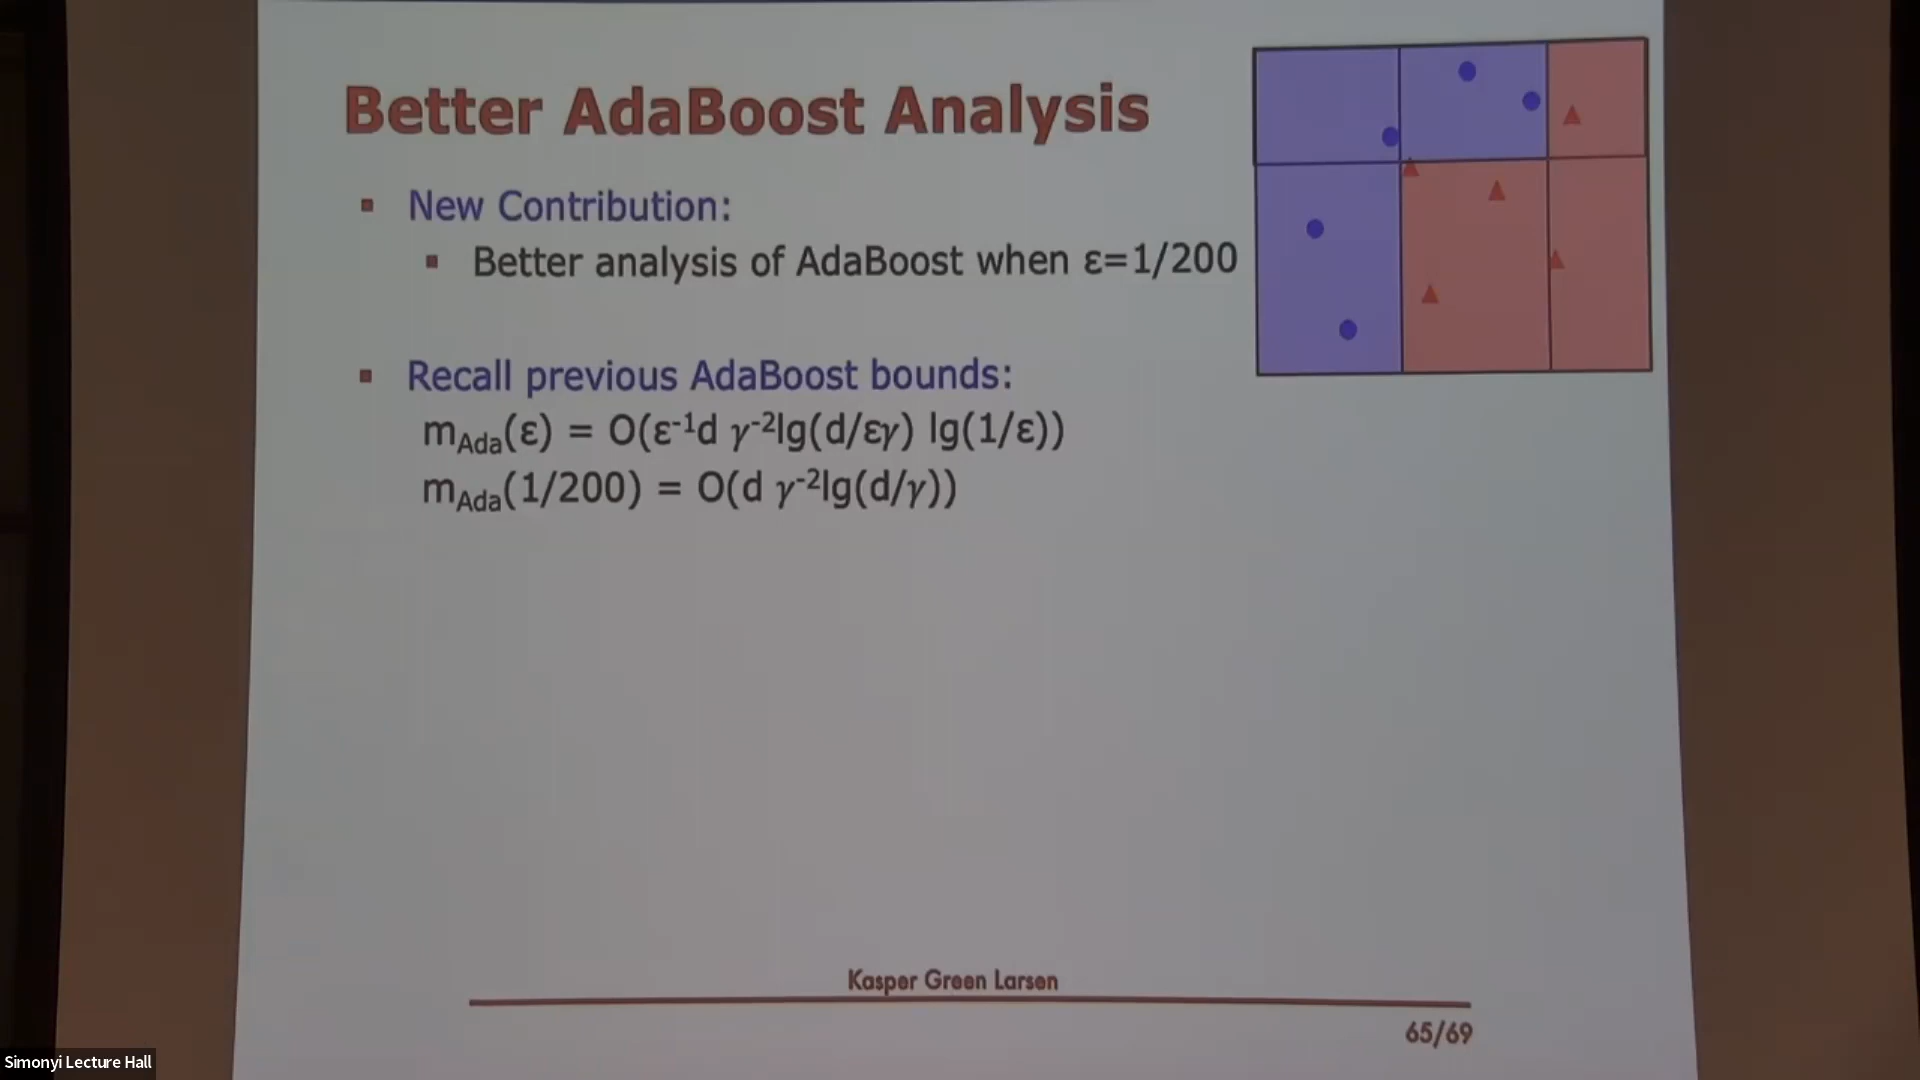 Better AdaBoost Analysis
New Contribution:
Better analysis of AdaBoost when ε=1/200
Recall previous AdaBoost bounds:
mAda(ε) = O(ε⁻¹d γ⁻²lg(d/εγ) lg(1/ε))
mAda(1/200) = O(d γ⁻²lg(d/γ))
Kasper Green Larsen
65/69
Simonyi Lecture Hall